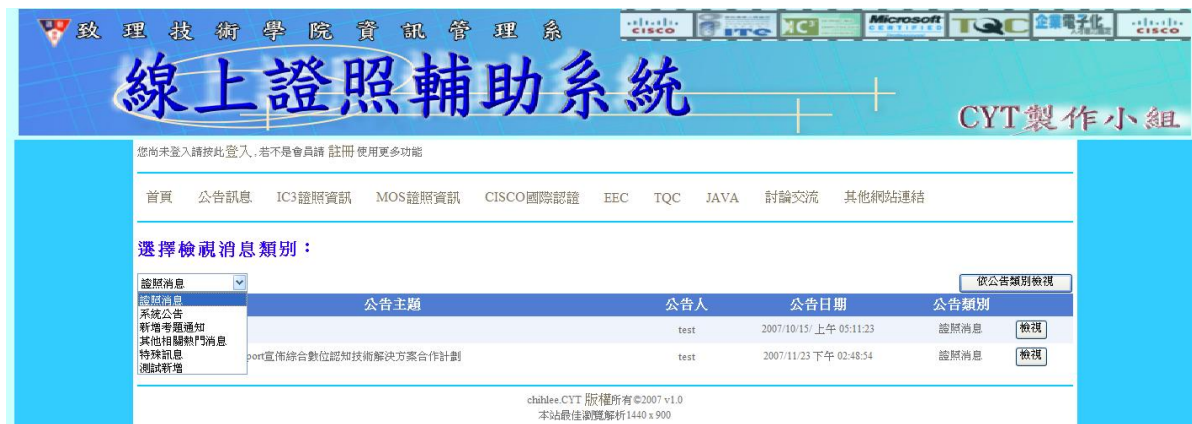 致理技術學院資訊管理系
CISCO ITC IC³ Microsoft CERTIFIED TQC 企業電子化 人才能力鑑定 CISCO
線上證照輔助系統
CYT製作小組
您尚未登入請按此登入,若不是會員請 註冊 使用更多功能
首頁 公告訊息 IC3證照資訊 MOS證照資訊 CISCO國際認證 EEC TQC JAVA 討論交流 其他網站連結
選擇檢視消息類別：
證照消息 依公告類別檢視
公告主題 公告人 公告日期 公告類別
證照消息
系統公告
新增考題通知
其他相關熱門消息
特殊訊息
測試新增
test 2007/10/15/ 上午 05:11:23 證照消息 檢視
port宣佈綜合數位認知技術解決方案合作計劃 test 2007/11/23 下午 02:48:54 證照消息 檢視
chihlee.CYT 版權所有©2007 v1.0
本站最佳瀏覽解析1440 x 900